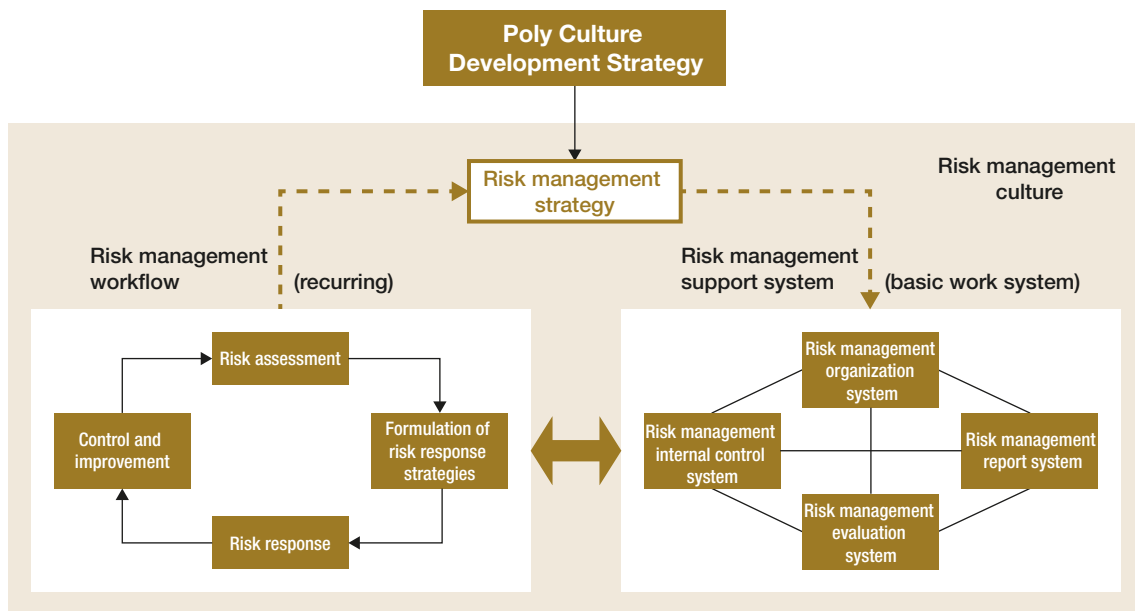 Poly Culture
Development Strategy
Risk management
strategy
Risk management
culture
Risk management
workflow
(recurring)
Risk management
support system
(basic work system)
Risk assessment
Formulation of
risk response
strategies
Risk response
Control and
improvement
Risk management
organization
system
Risk management
internal control
system
Risk management
report system
Risk management
evaluation
system